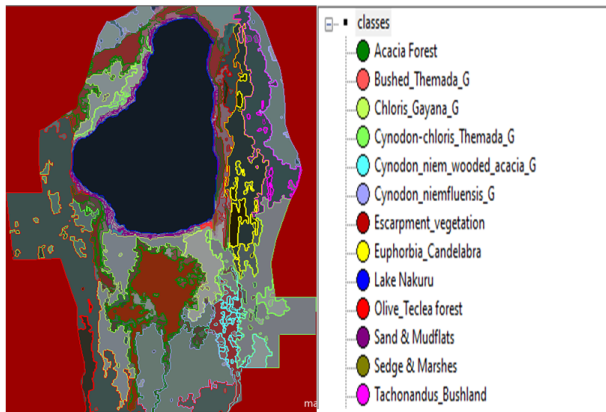 classes
Acacia Forest
Bushed_Themada_G
Chloris_Gayana_G
Cynodon-chloris_Themada_G
Cynodon_niem_wooded_acacia_G
Cynodon_niemfluensis_G
Escarpment_vegetation
Euphorbia_Candelabra
Lake Nakuru
Olive_Teclea forest
Sand & Mudflats
Sedge & Marshes
Tachonandus_Bushland
ma